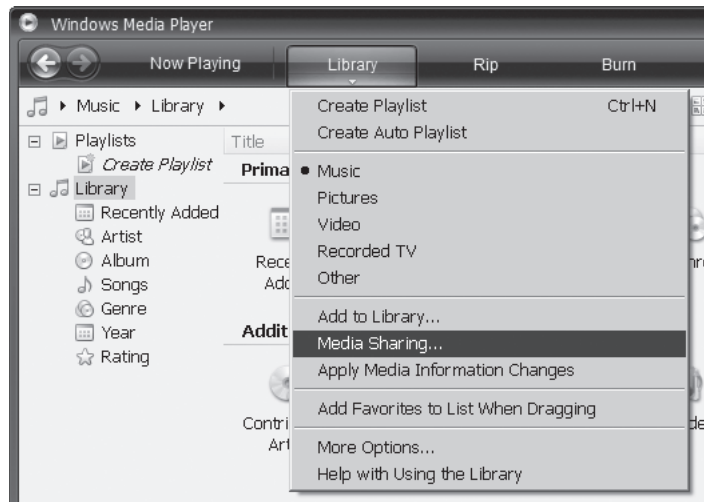 Windows Media Player
Now Playing Library Rip Burn
Music Library
Playlists
Create Playlist
Library
Recently Added
Artist
Album
Songs
Genre
Year
Rating
Title
Prima
Rece
Add
Addit
Contri
Art
Create Playlist Ctrl+N
Create Auto Playlist
Music
Pictures
Video
Recorded TV
Other
Add to Library...
Media Sharing...
Apply Media Information Changes
Add Favorites to List When Dragging
More Options...
Help with Using the Library